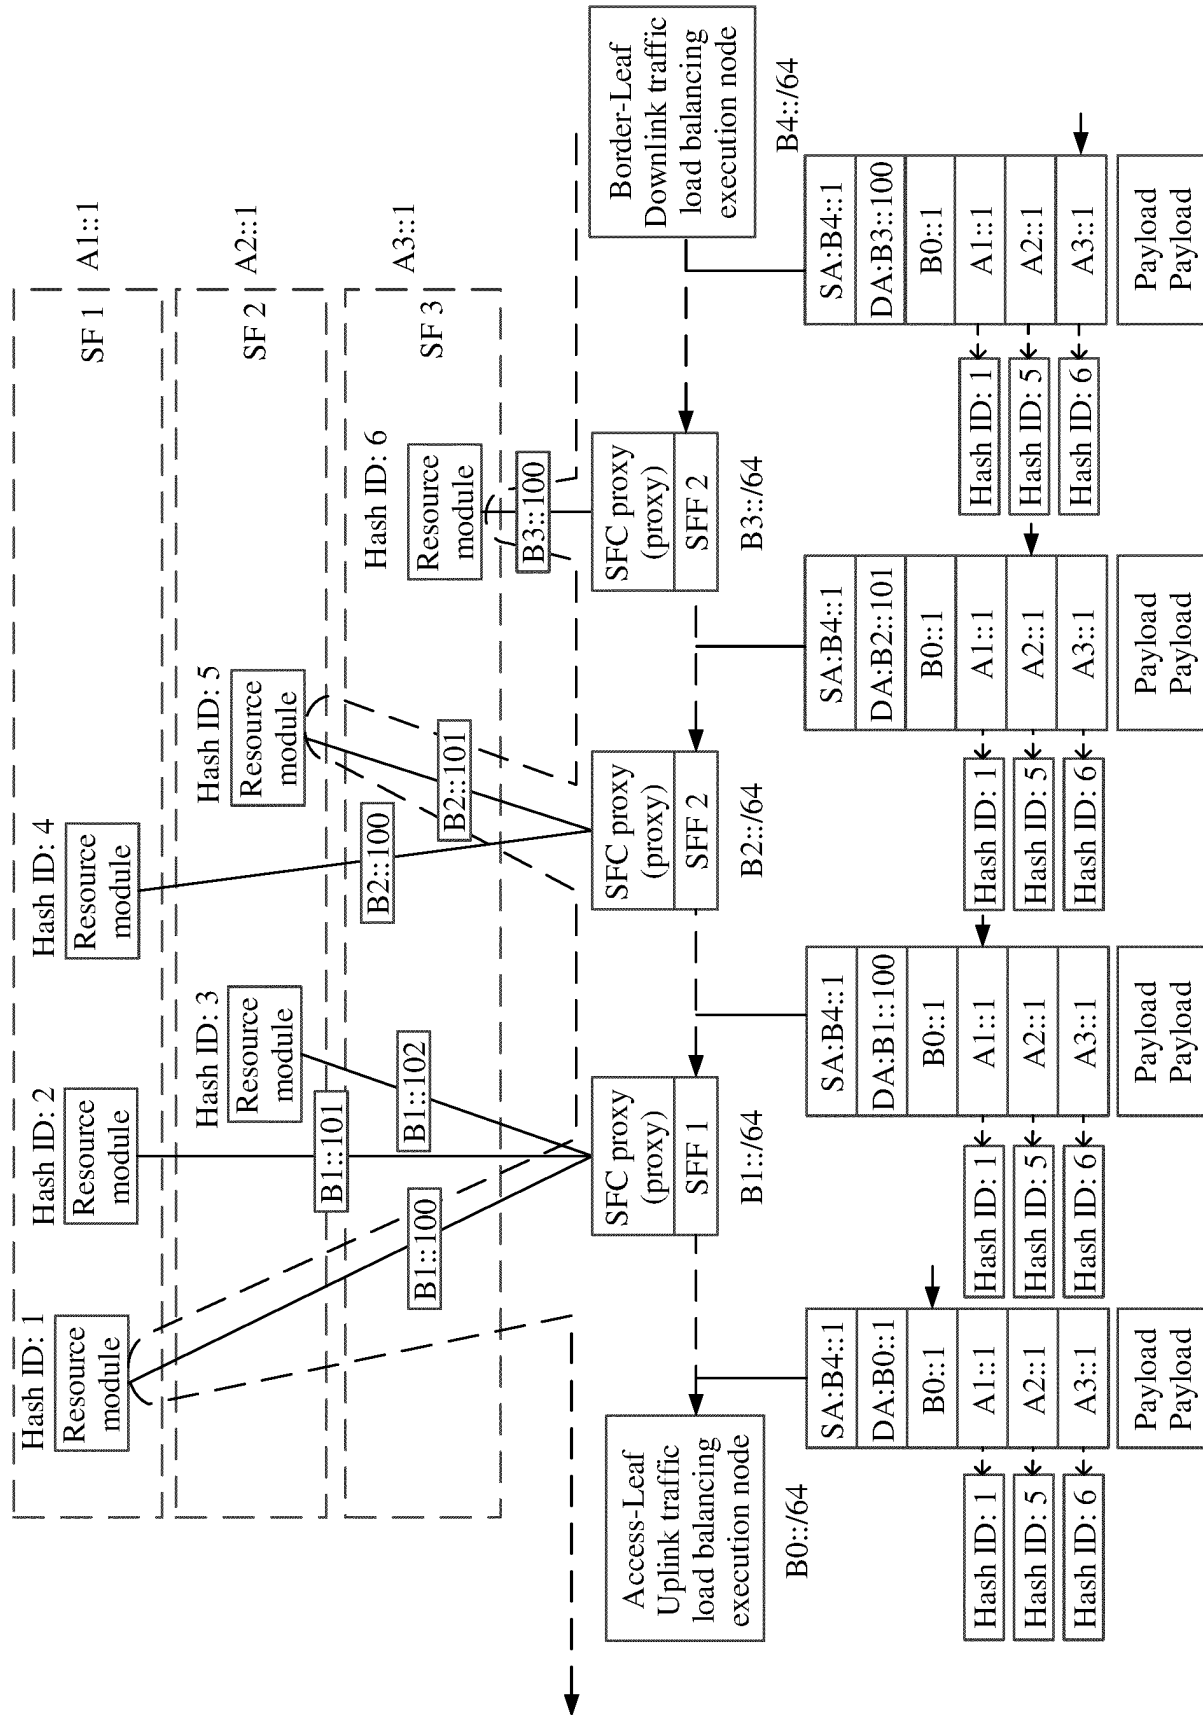 Hash ID: 1
Resource
module
Hash ID: 2
Resource
module
Hash ID: 4
Resource
module
SF 1
A1::1
Hash ID: 3
Resource
module
Hash ID: 5
Resource
module
SF 2
A2::1
B1::101
B1::100
B1::102
B2::100
B2::101
Hash ID: 6
Resource
module
SF 3
A3::1
B3::100
Access-Leaf
Uplink traffic
load balancing
execution node
B0::/64
SFC proxy
(proxy)
SFF 1
B1::/64
SFC proxy
(proxy)
SFF 2
B2::/64
SFC proxy
(proxy)
SFF 2
B3::/64
Border-Leaf
Downlink traffic
load balancing
execution node
B4::/64
SA:B4::1
DA:B0::1
B0::1
A1::1
A2::1
A3::1
Payload
Payload
Hash ID: 1
Hash ID: 5
Hash ID: 6
SA:B4::1
DA:B1::100
B0::1
A1::1
A2::1
A3::1
Payload
Payload
Hash ID: 1
Hash ID: 5
Hash ID: 6
SA:B4::1
DA:B2::101
B0::1
A1::1
A2::1
A3::1
Payload
Payload
Hash ID: 1
Hash ID: 5
Hash ID: 6
SA:B4::1
DA:B3::100
B0::1
A1::1
A2::1
A3::1
Payload
Payload
Hash ID: 1
Hash ID: 5
Hash ID: 6